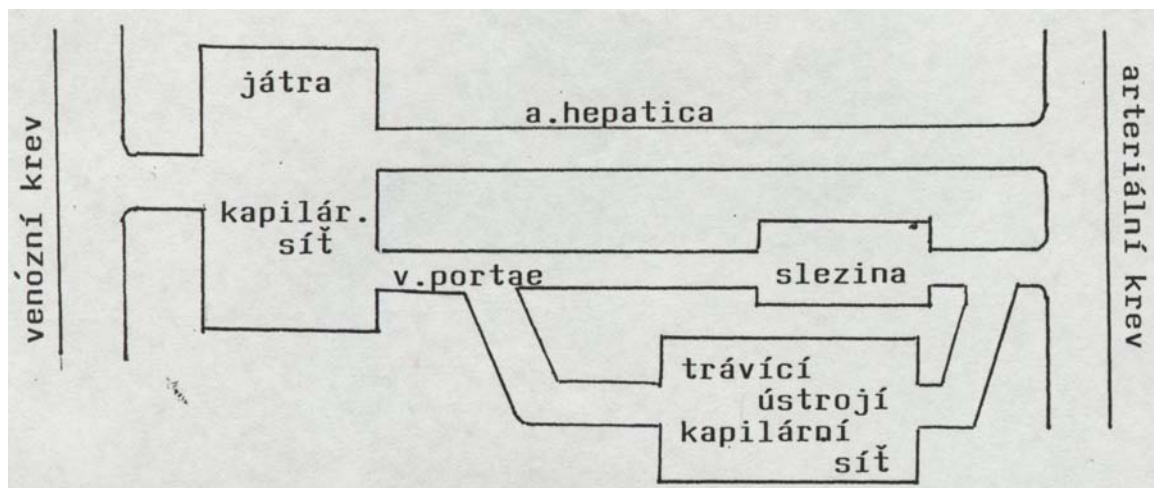 venózní krev
játra
a.hepatica
kapilár.
síť
v.portae
slezina
trávící
ústrojí
kapilární
síť
arteriální krev